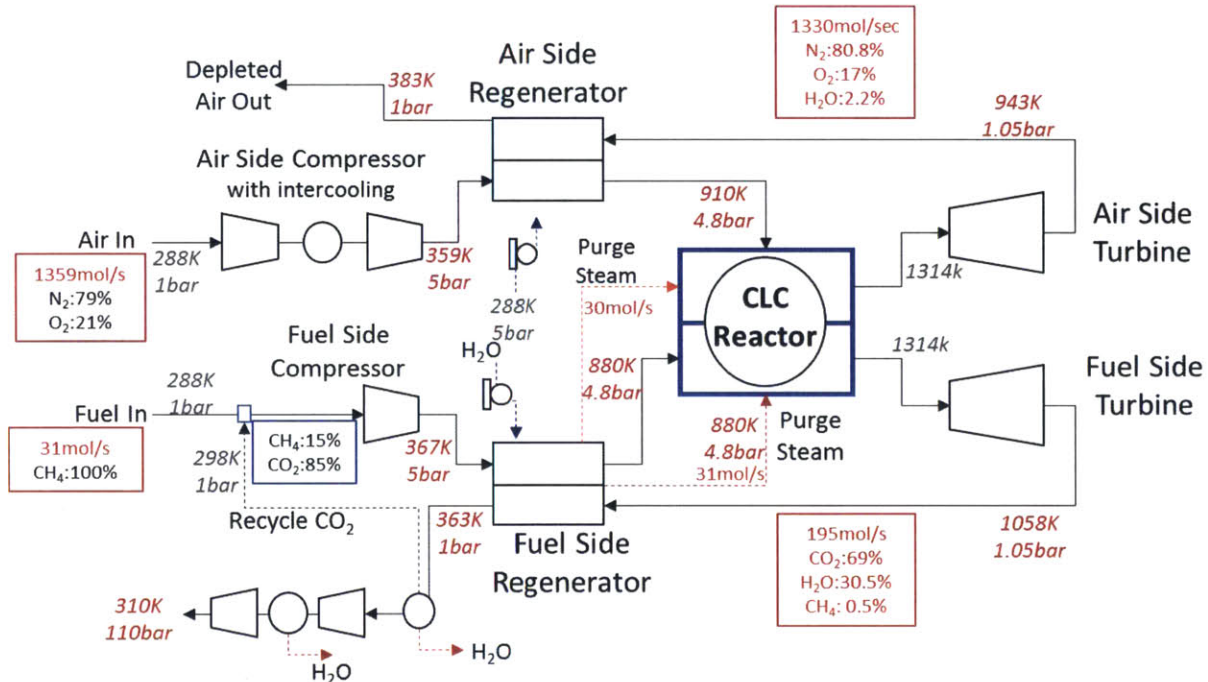 1330mol/sec
N₂:80.8%
O₂:17%
H₂O:2.2%
Depleted
Air Out
383K
1bar
Air Side
Regenerator
943K
1.05bar
Air Side Compressor
with intercooling
910K
4.8bar
Air Side
Turbine
Air In
288K
1bar
359K
5bar
1359mol/s
N₂:79%
O₂:21%
Purge
Steam
30mol/s
288K
5bar
1314k
CLC
Reactor
Fuel Side
Compressor
H₂O
880K
4.8bar
1314k
Fuel Side
Turbine
288K
1bar
Fuel In
31mol/s
CH₄:100%
CH₄:15%
CO₂:85%
367K
5bar
298K
1bar
880K
4.8bar
Purge
Steam
31mol/s
Recycle CO₂
363K
1bar
Fuel Side
Regenerator
1058K
1.05bar
195mol/s
CO₂:69%
H₂O:30.5%
CH₄: 0.5%
310K
110bar
H₂O
H₂O